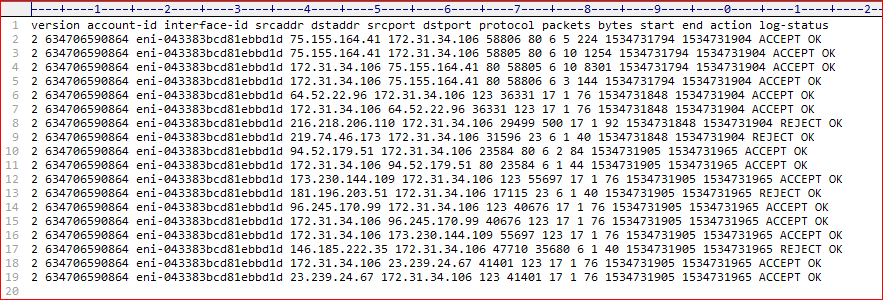 ----+----1----+----2----+----3----+----4----+----5----+----6----+----7----+----8----+----9----+----0----+----1----+----2--
1 version account-id interface-id srcaddr dstaddr srcport dstport protocol packets bytes start end action log-status
2 2 634706590864 eni-043383bcd81ebbd1d 75.155.164.41 172.31.34.106 58806 80 6 5 224 1534731794 1534731904 ACCEPT OK
3 2 634706590864 eni-043383bcd81ebbd1d 75.155.164.41 172.31.34.106 58805 80 6 10 1254 1534731794 1534731904 ACCEPT OK
4 2 634706590864 eni-043383bcd81ebbd1d 172.31.34.106 75.155.164.41 80 58805 6 10 8301 1534731794 1534731904 ACCEPT OK
5 2 634706590864 eni-043383bcd81ebbd1d 172.31.34.106 75.155.164.41 80 58806 6 3 144 1534731794 1534731904 ACCEPT OK
6 2 634706590864 eni-043383bcd81ebbd1d 64.52.22.96 172.31.34.106 123 36331 17 1 76 1534731848 1534731904 ACCEPT OK
7 2 634706590864 eni-043383bcd81ebbd1d 172.31.34.106 64.52.22.96 36331 123 17 1 76 1534731848 1534731904 ACCEPT OK
8 2 634706590864 eni-043383bcd81ebbd1d 216.218.206.110 172.31.34.106 29499 500 17 1 92 1534731848 1534731904 REJECT OK
9 2 634706590864 eni-043383bcd81ebbd1d 219.74.46.173 172.31.34.106 31596 23 6 1 40 1534731848 1534731904 REJECT OK
10 2 634706590864 eni-043383bcd81ebbd1d 94.52.179.51 172.31.34.106 23584 80 6 2 84 1534731905 1534731965 ACCEPT OK
11 2 634706590864 eni-043383bcd81ebbd1d 172.31.34.106 94.52.179.51 80 23584 6 1 44 1534731905 1534731965 ACCEPT OK
12 2 634706590864 eni-043383bcd81ebbd1d 173.230.144.109 172.31.34.106 123 55697 17 1 76 1534731905 1534731965 ACCEPT OK
13 2 634706590864 eni-043383bcd81ebbd1d 181.196.203.51 172.31.34.106 17115 23 6 1 40 1534731905 1534731965 REJECT OK
14 2 634706590864 eni-043383bcd81ebbd1d 96.245.170.99 172.31.34.106 123 40676 17 1 76 1534731905 1534731965 ACCEPT OK
15 2 634706590864 eni-043383bcd81ebbd1d 172.31.34.106 96.245.170.99 40676 123 17 1 76 1534731905 1534731965 ACCEPT OK
16 2 634706590864 eni-043383bcd81ebbd1d 172.31.34.106 173.230.144.109 55697 123 17 1 76 1534731905 1534731965 ACCEPT OK
17 2 634706590864 eni-043383bcd81ebbd1d 146.185.222.35 172.31.34.106 47710 35680 6 1 40 1534731905 1534731965 REJECT OK
18 2 634706590864 eni-043383bcd81ebbd1d 172.31.34.106 23.239.24.67 41401 123 17 1 76 1534731905 1534731965 ACCEPT OK
19 2 634706590864 eni-043383bcd81ebbd1d 23.239.24.67 172.31.34.106 123 41401 17 1 76 1534731905 1534731965 ACCEPT OK
20